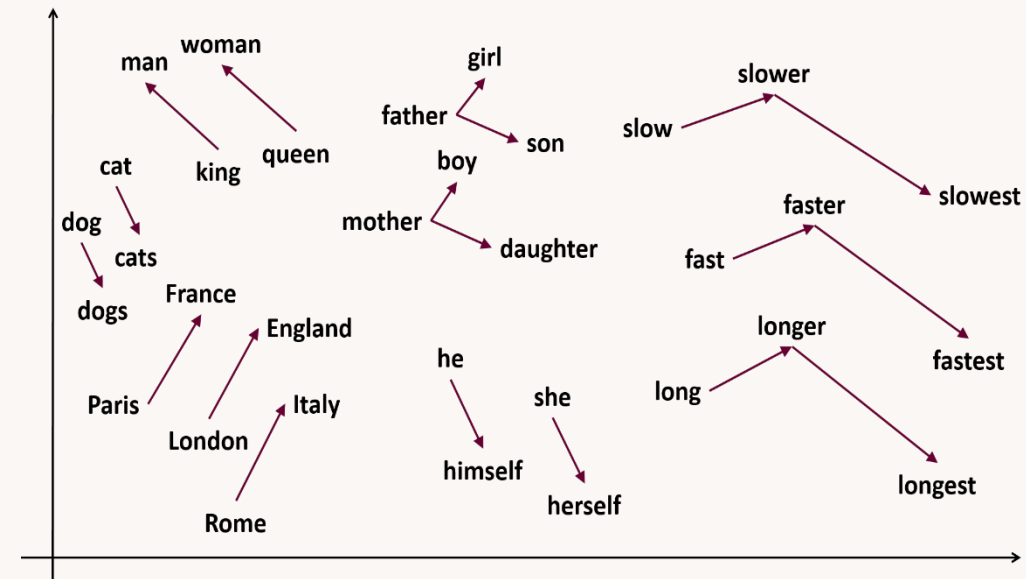 man
woman
king
queen
cat
cats
dog
dogs
France
England
Paris
London
Italy
Rome
girl
father
son
boy
mother
daughter
he
himself
she
herself
slower
slow
slowest
faster
fast
fastest
longer
long
longest